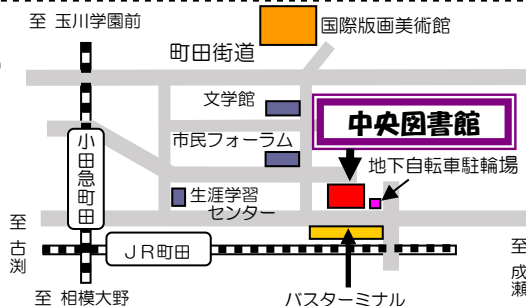 至 玉川学園前
国際版画美術館
町田街道
文学館
中央図書館
市民フォーラム
地下自転車駐輪場
小田急町田
生涯学習
センター
至 古渕
JR町田
至 成瀬
至 相模大野
バスターミナル